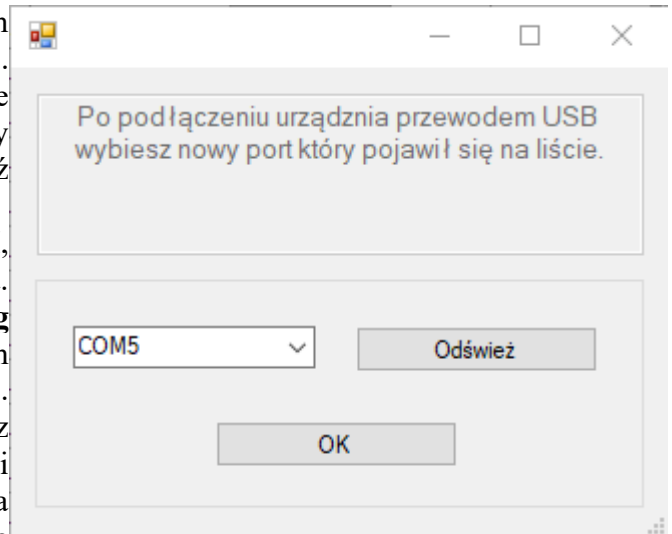 Po podłączeniu urządznia przewodem USB
wybiesz nowy port który pojawił się na liście.
COM5
Odśwież
OK